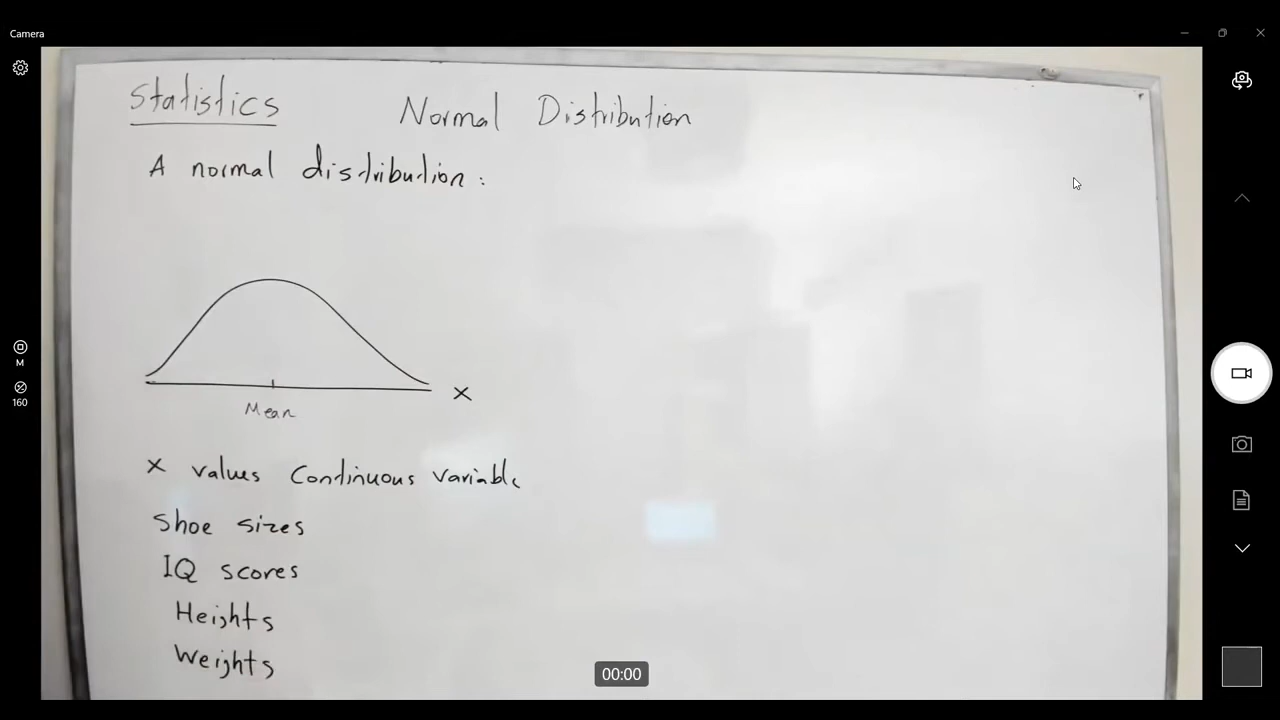 Camera
Statistics Normal Distribution
A normal distribution:
x
Mean
x values Continuous variable
Shoe sizes
IQ scores
Heights
Weights
M
160
00:00